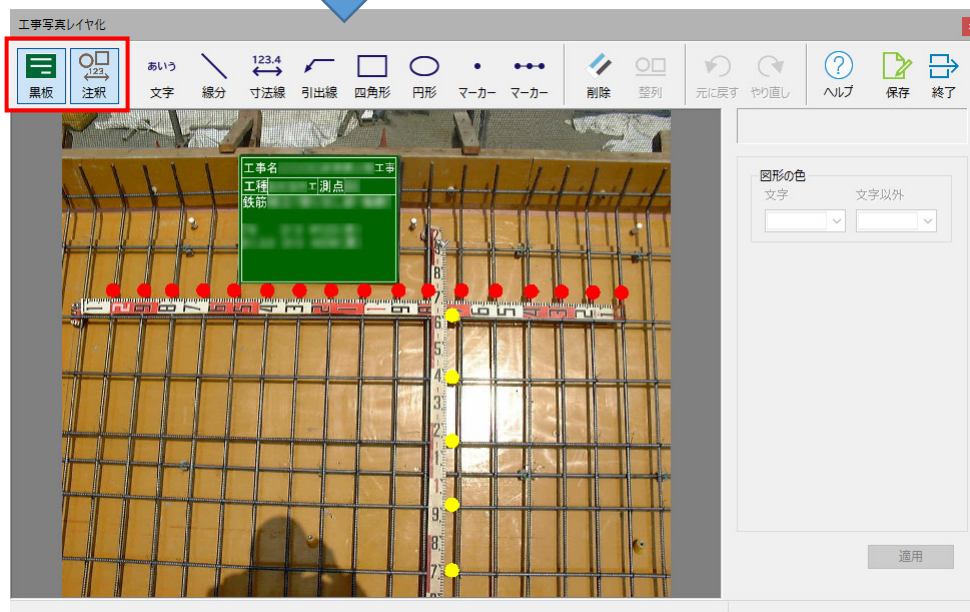 工事写真レイヤ化
黒板
注釈
あいう
文字
線分
123.4
寸法線
引出線
四角形
円形
マーカー
マーカー
削除
整列
元に戻す
やり直し
ヘルプ
保存
終了
工事名 工事
工種 工 測点
鉄筋
図形の色
文字
文字以外
適用